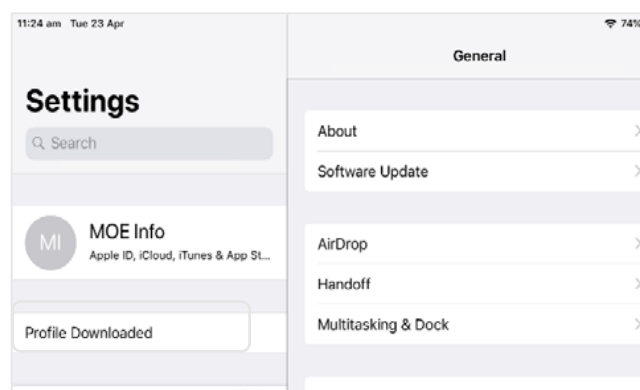 11:24 am Tue 23 Apr
74%
Settings
Search
MI
MOE Info
Apple ID, iCloud, iTunes & App St...
Profile Downloaded
General
About
Software Update
AirDrop
Handoff
Multitasking & Dock